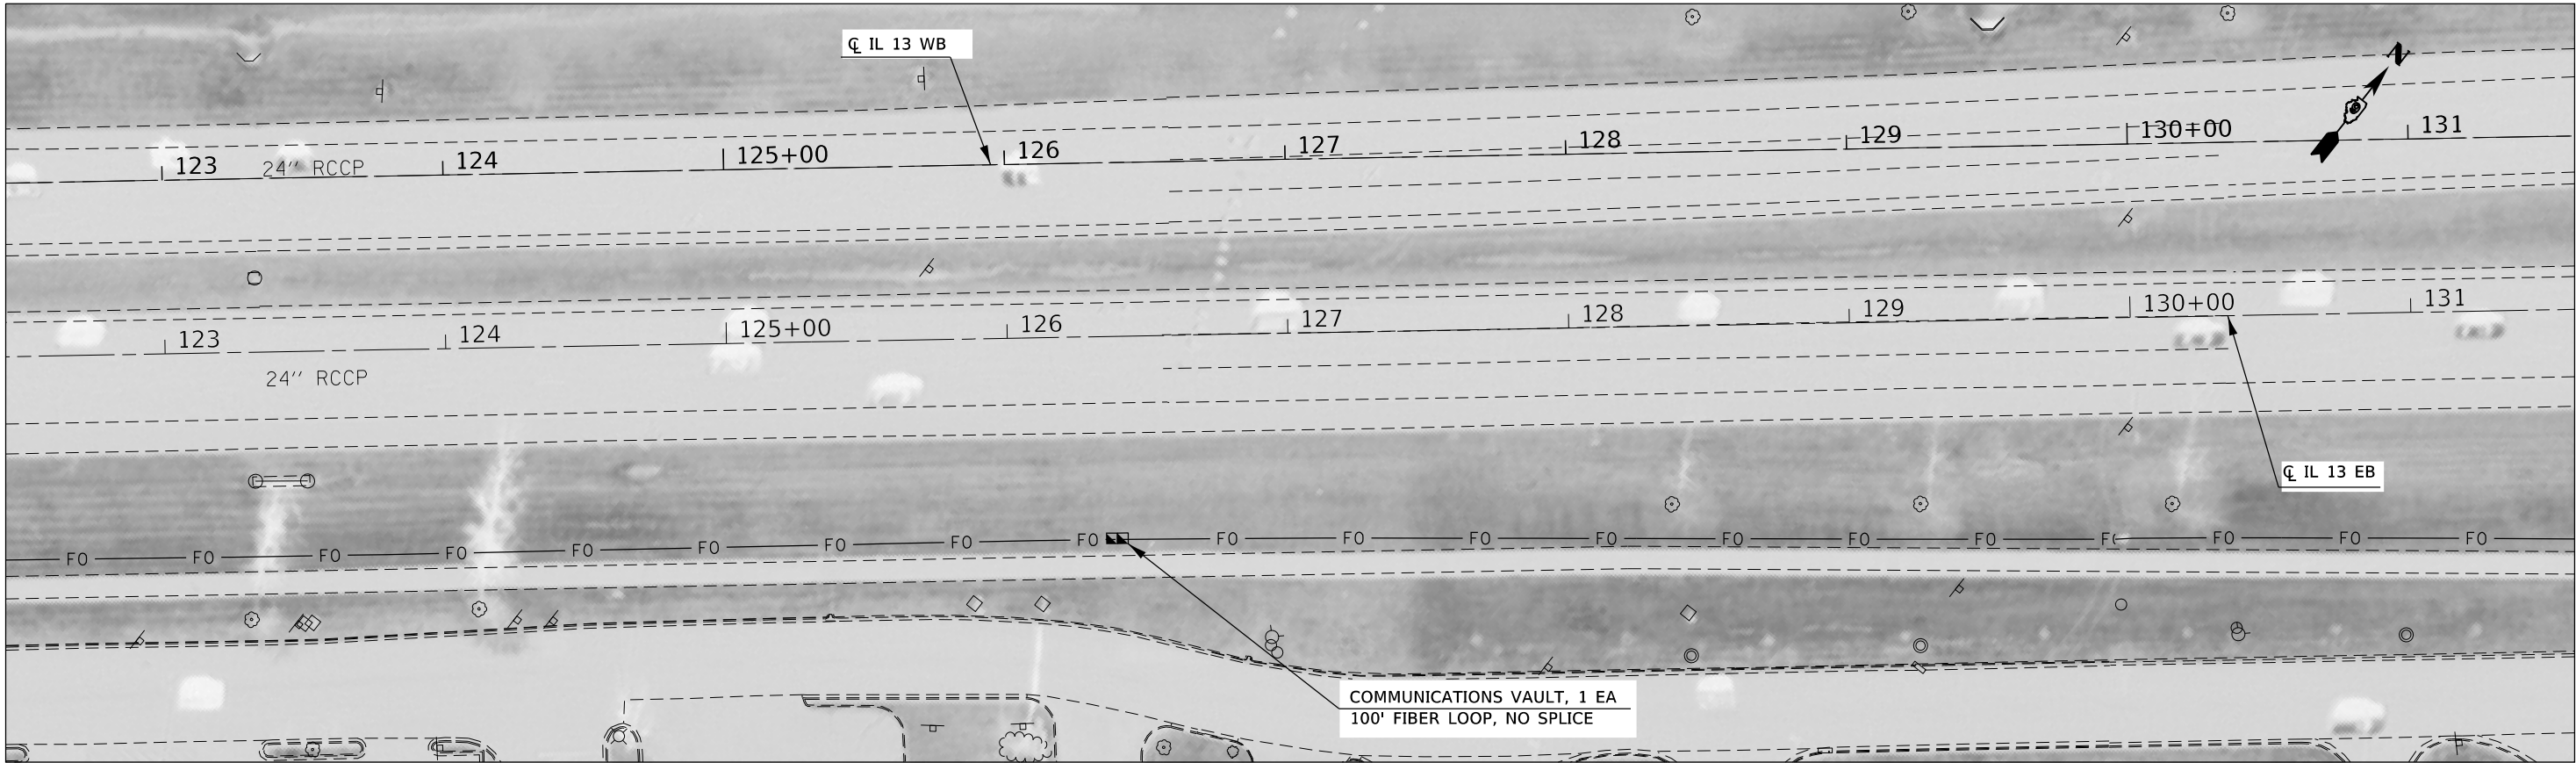 ℄ IL 13 WB
N
123 124 125+00 126 127 128 129 130+00 131
24'' RCCP
123 124 125+00 126 127 128 129 130+00 131
24'' RCCP
℄ IL 13 EB
FO FO FO FO FO FO FO FO FO FO FO FO FO FO FO FO FO FO FO FO
COMMUNICATIONS VAULT, 1 EA
100' FIBER LOOP, NO SPLICE